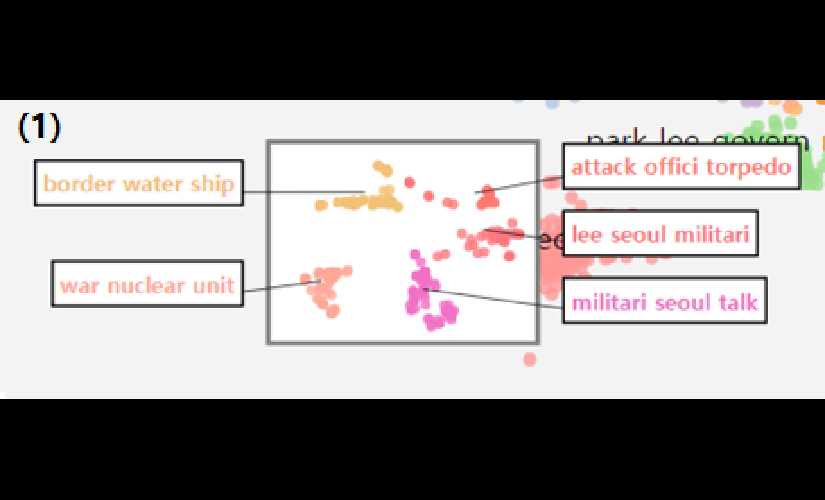 (1)
park lee govern
border water ship
attack offici torpedo
lee seoul militari
war nuclear unit
militari seoul talk